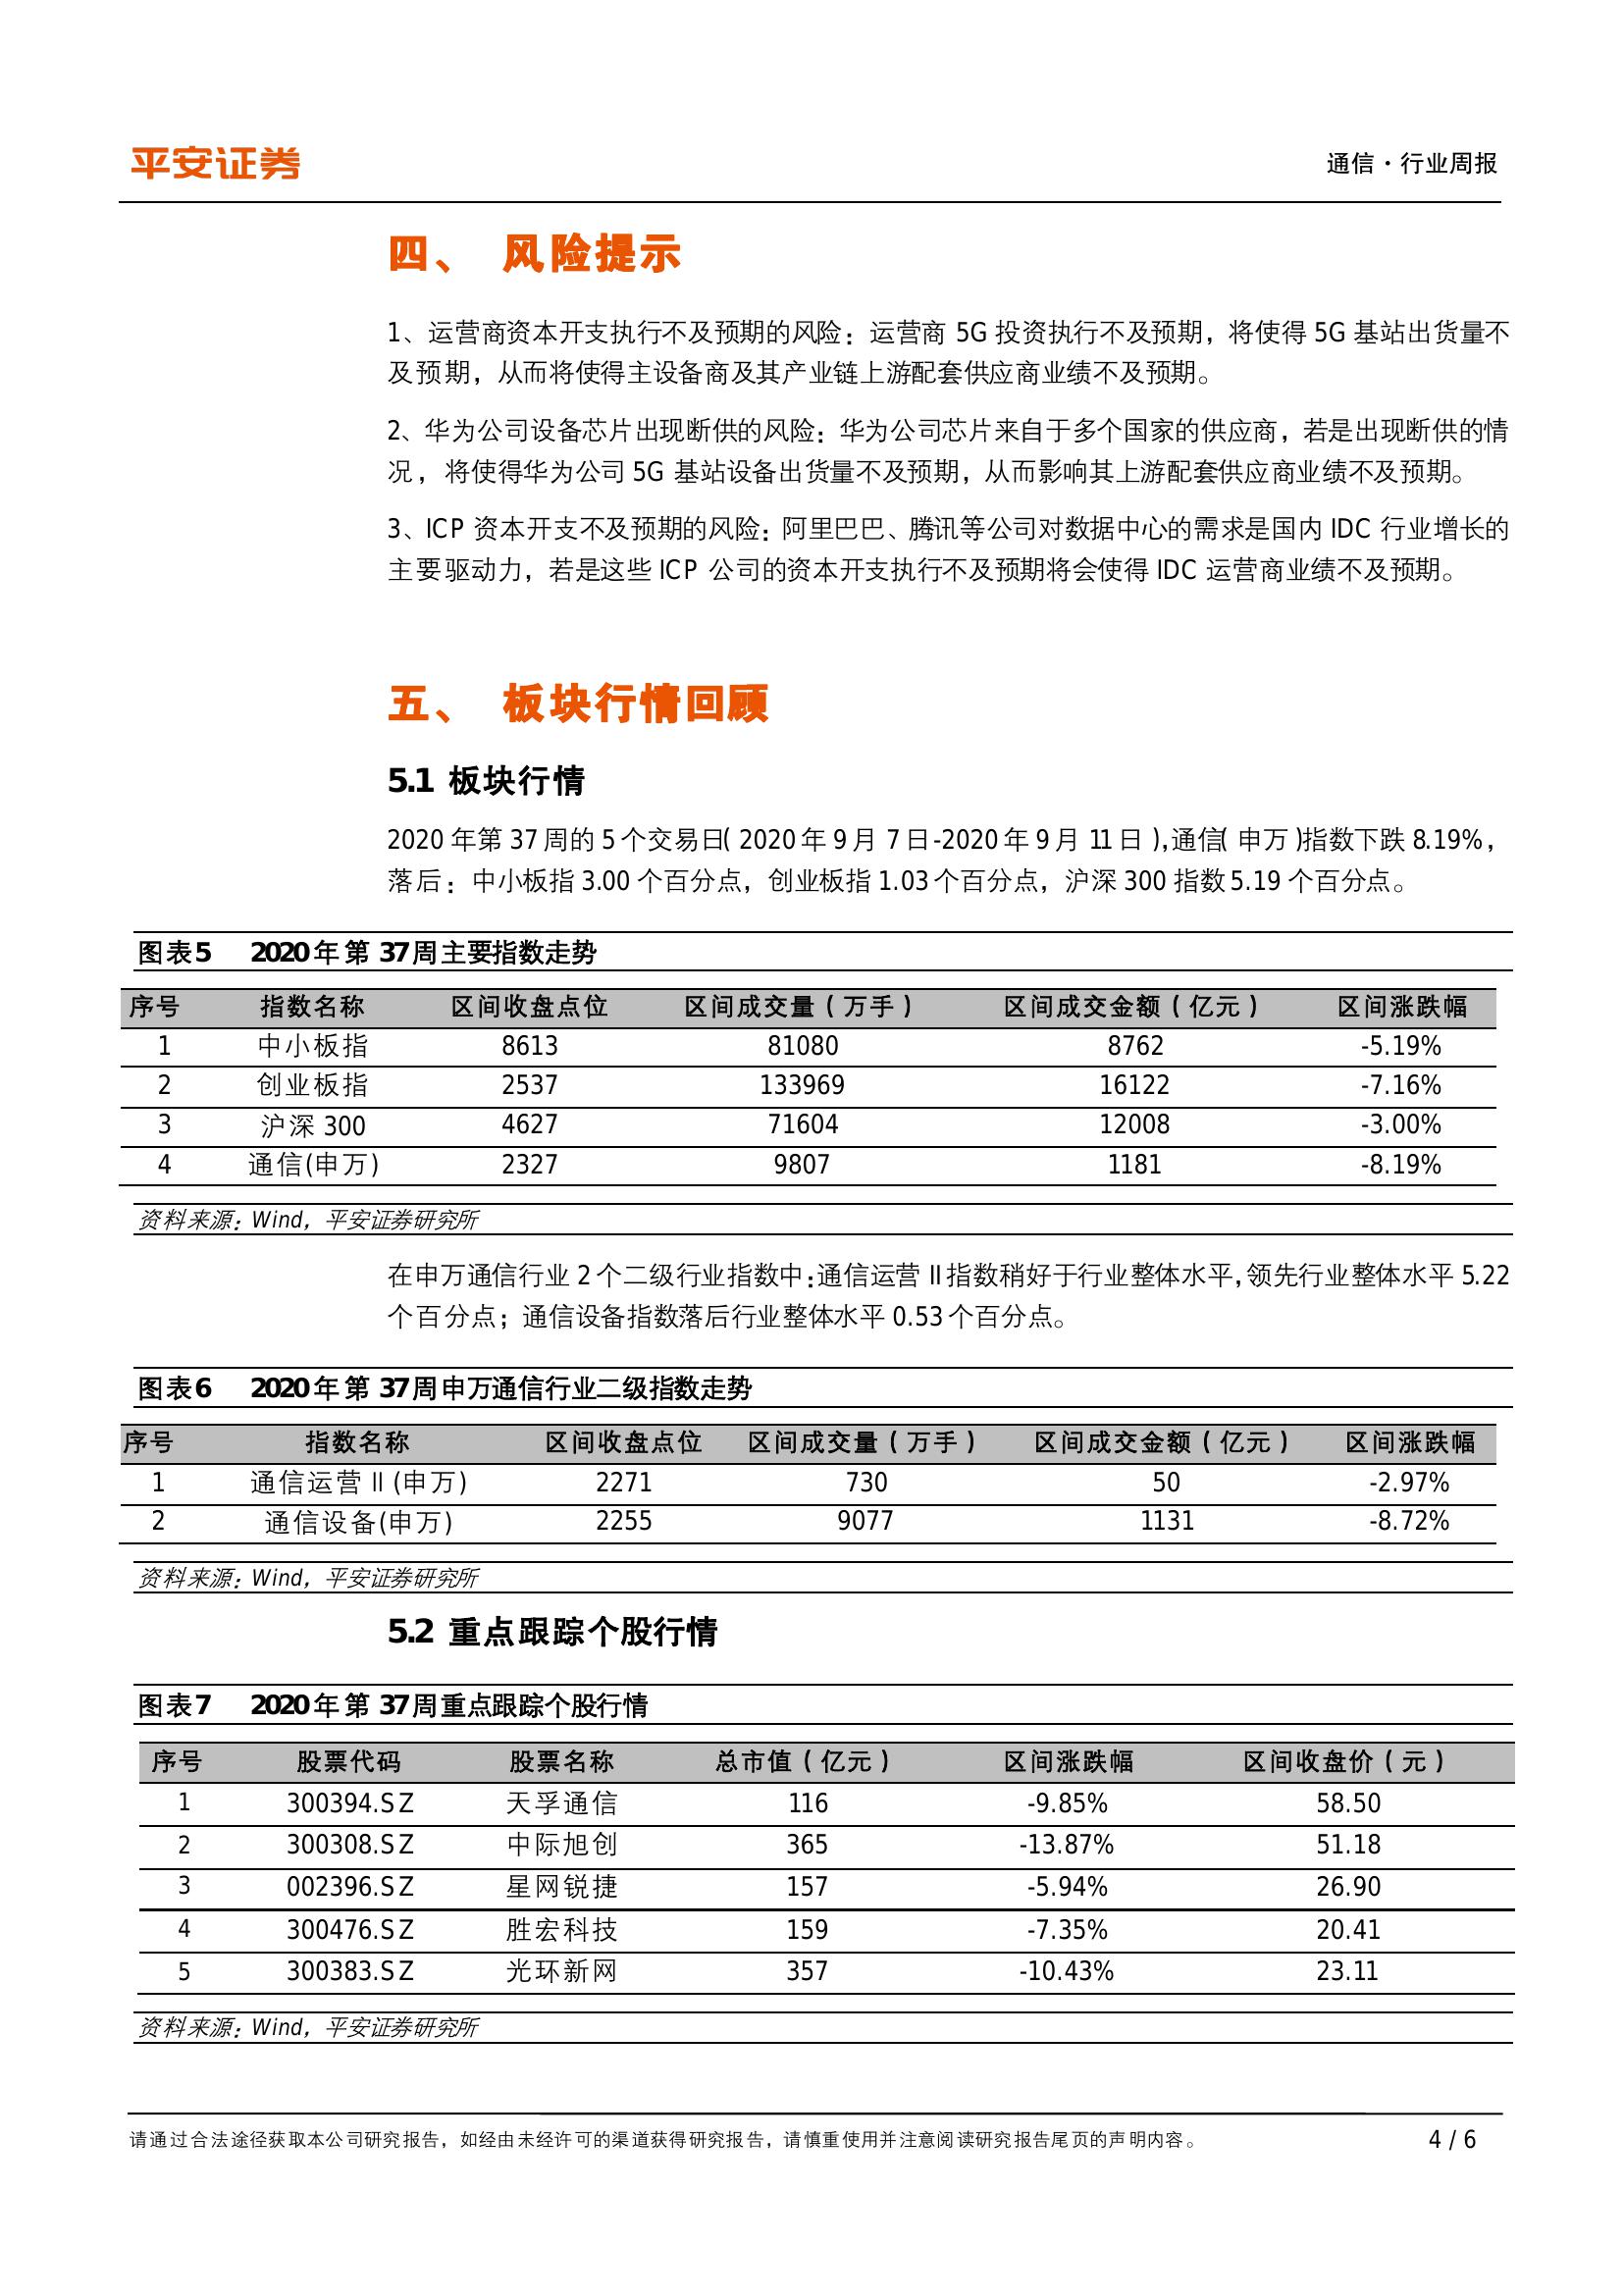 平安证券
通信·行业周报
四、 风险提示
1、运营商资本开支执行不及预期的风险：运营商 5G 投资执行不及预期，将使得 5G 基站出货量不
及预期，从而将使得主设备商及其产业链上游配套供应商业绩不及预期。
2、华为公司设备芯片出现断供的风险：华为公司芯片来自于多个国家的供应商，若是出现断供的情
况，将使得华为公司 5G 基站设备出货量不及预期，从而影响其上游配套供应商业绩不及预期。
3、ICP 资本开支不及预期的风险：阿里巴巴、腾讯等公司对数据中心的需求是国内 IDC 行业增长的
主要驱动力，若是这些 ICP 公司的资本开支执行不及预期将会使得 IDC 运营商业绩不及预期。
五、 板块行情回顾
5.1 板块行情
2020 年第 37 周的 5 个交易日（2020 年 9 月 7 日-2020 年 9 月 11 日），通信（申万）指数下跌 8.19%，
落后：中小板指 3.00 个百分点，创业板指 1.03 个百分点，沪深 300 指数 5.19 个百分点。
图表5 2020 年第 37 周主要指数走势
序号 指数名称 区间收盘点位 区间成交量（万手） 区间成交金额（亿元） 区间涨跌幅
1 中小板指 8613 81080 8762 -5.19%
2 创业板指 2537 133969 16122 -7.16%
3 沪深 300 4627 71604 12008 -3.00%
4 通信(申万) 2327 9807 1181 -8.19%
资料来源：Wind，平安证券研究所
在申万通信行业 2 个二级行业指数中：通信运营 II 指数稍好于行业整体水平，领先行业整体水平 5.22
个百分点；通信设备指数落后行业整体水平 0.53 个百分点。
图表6 2020 年第 37 周申万通信行业二级指数走势
序号 指数名称 区间收盘点位 区间成交量（万手） 区间成交金额（亿元） 区间涨跌幅
1 通信运营 II (申万) 2271 730 50 -2.97%
2 通信设备(申万) 2255 9077 1131 -8.72%
资料来源：Wind，平安证券研究所
5.2 重点跟踪个股行情
图表7 2020 年第 37 周重点跟踪个股行情
序号 股票代码 股票名称 总市值（亿元） 区间涨跌幅 区间收盘价（元）
1 300394.SZ 天孚通信 116 -9.85% 58.50
2 300308.SZ 中际旭创 365 -13.87% 51.18
3 002396.SZ 星网锐捷 157 -5.94% 26.90
4 300476.SZ 胜宏科技 159 -7.35% 20.41
5 300383.SZ 光环新网 357 -10.43% 23.11
资料来源：Wind，平安证券研究所
请通过合法途径获取本公司研究报告，如经由未经许可的渠道获得研究报告，请慎重使用并注意阅读研究报告尾页的声明内容。
4 / 6